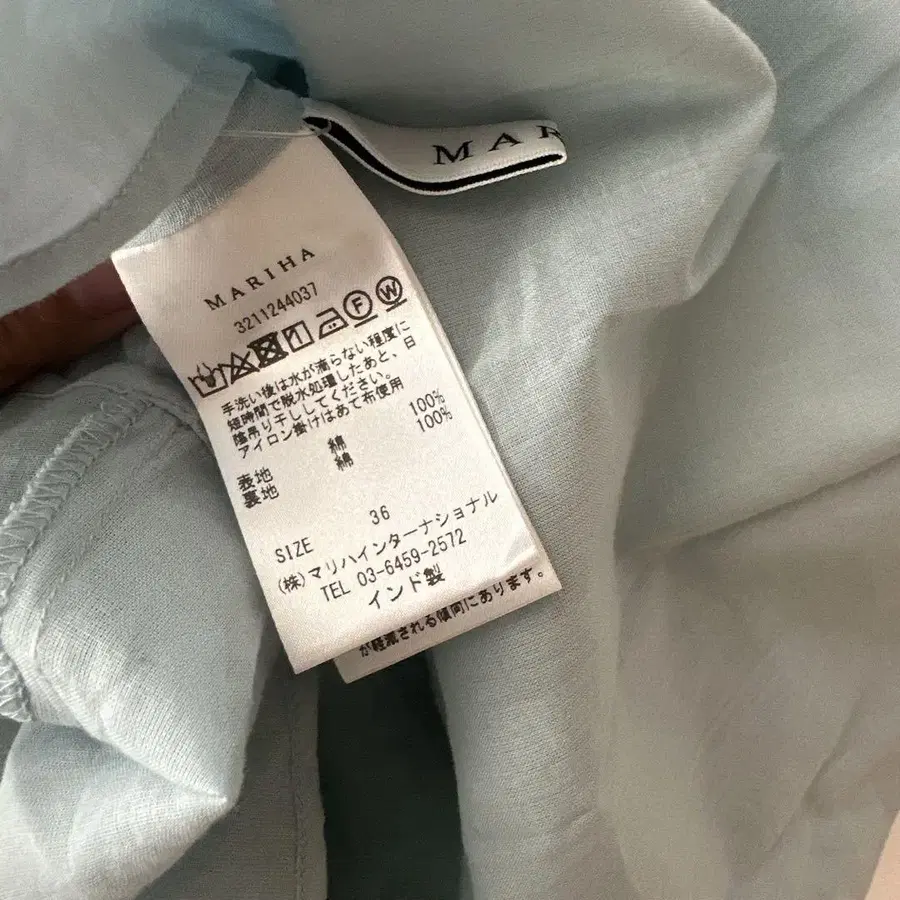 MAR
MARIHA
3211244037
F W
手洗い後は水が滴らない程度に
短時間で脱水処理したあと、日
陰吊り干ししてください。
アイロン掛けはあて布使用
表地 綿 100%
裏地 綿 100%
SIZE 36
(株)マリハインターナショナル
TEL 03-6459-2572
インド製
が軽減される傾向にあります。